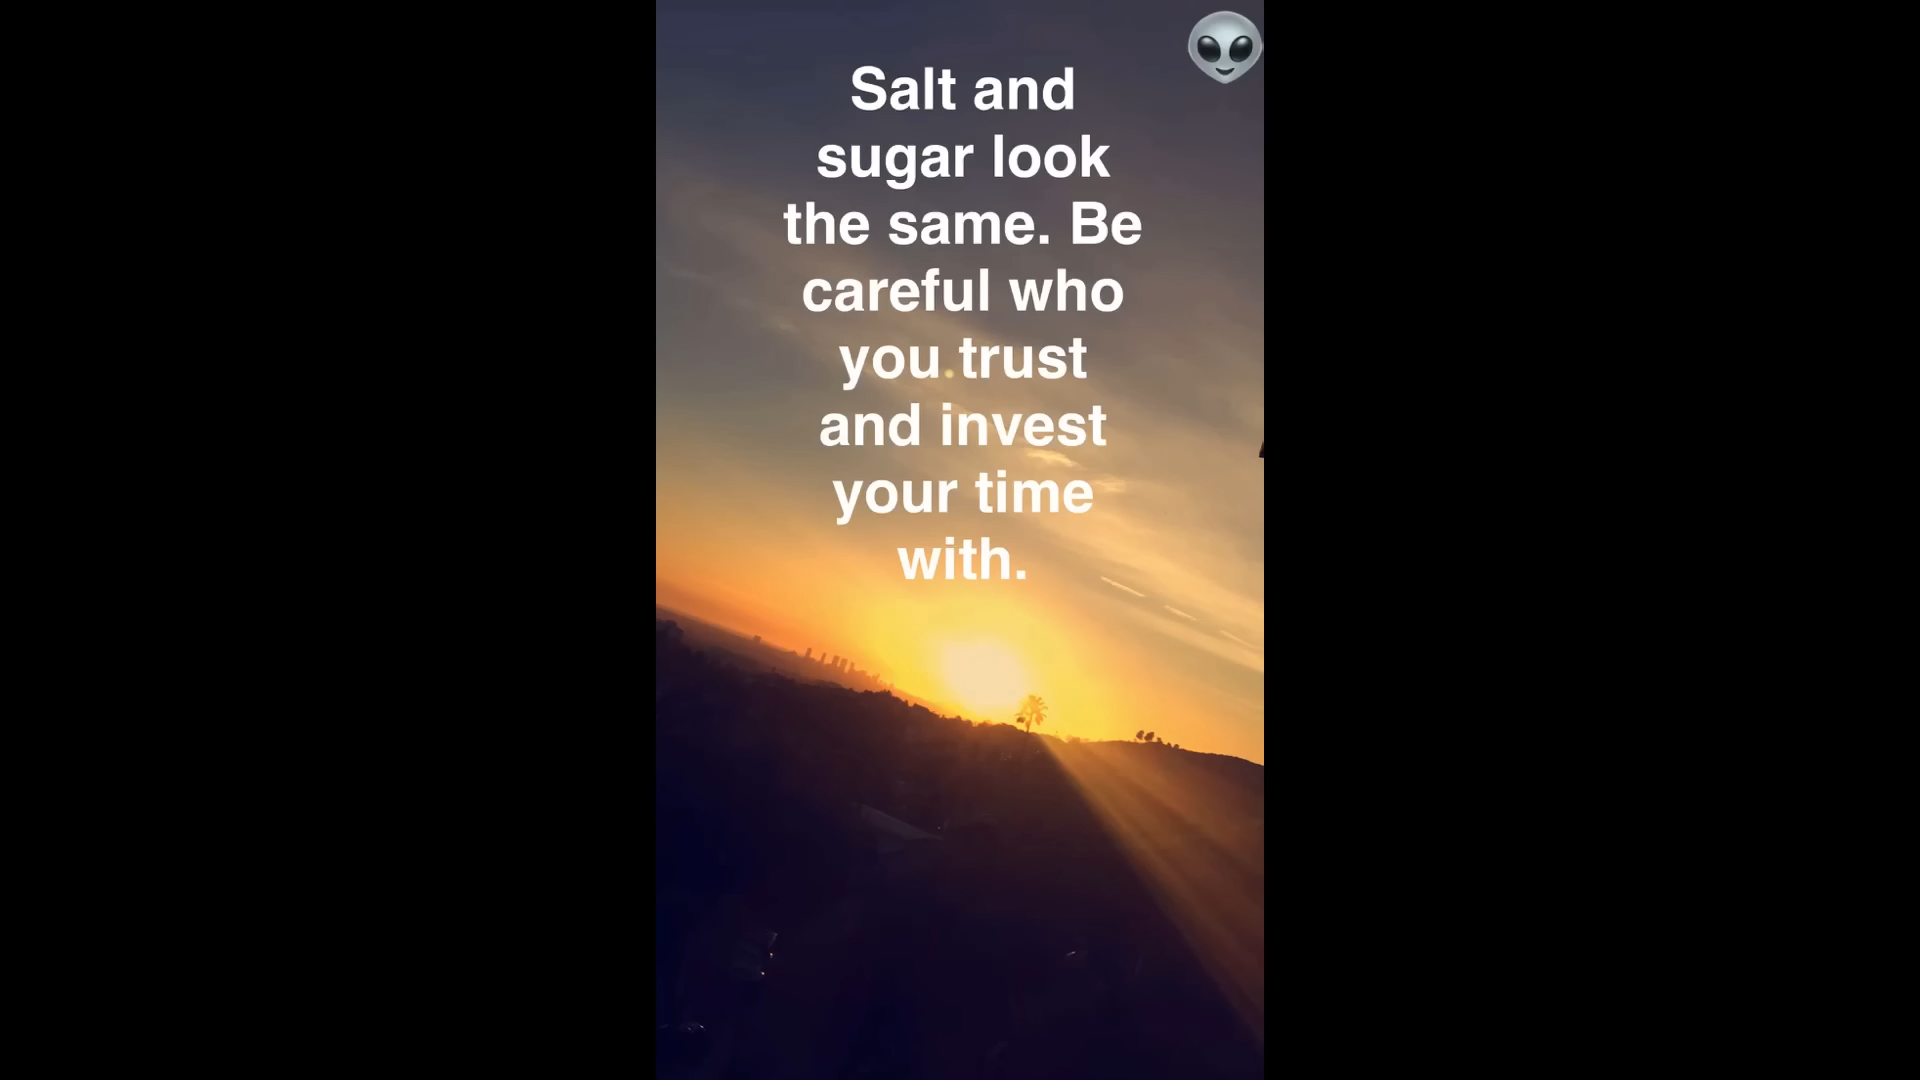 Salt and
sugar look
the same. Be
careful who
you trust
and invest
your time
with.